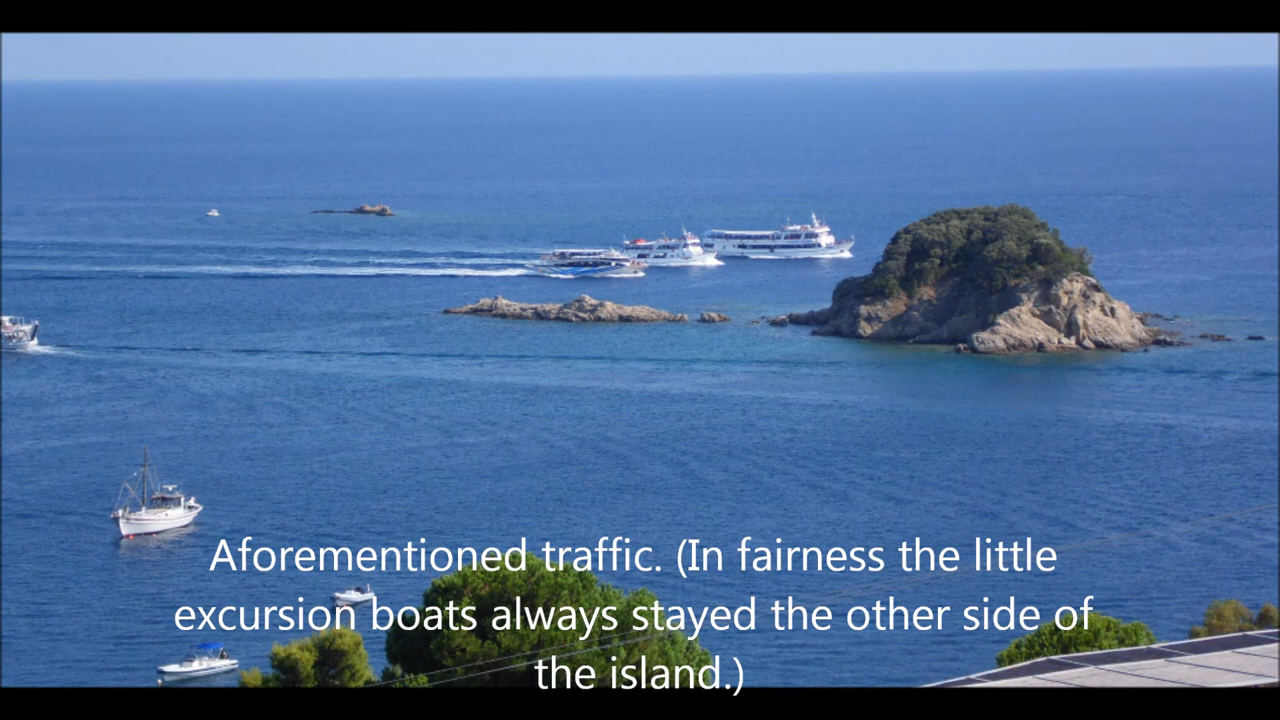 Aforementioned traffic. (In fairness the little
excursion boats always stayed the other side of
the island.)